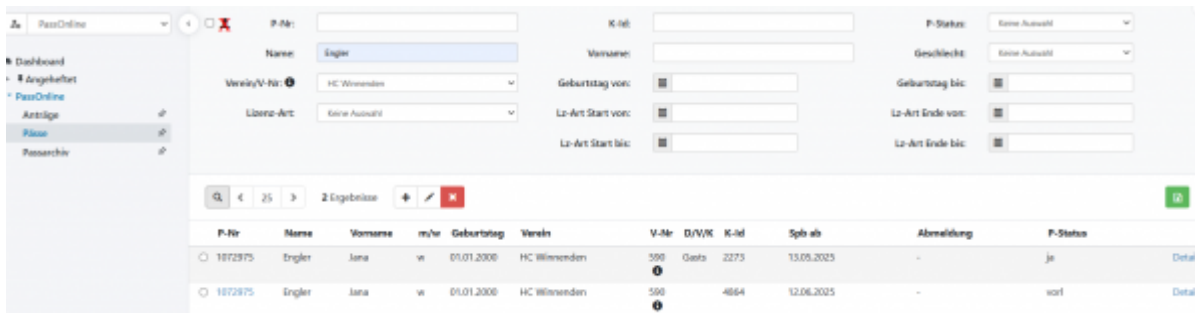 PassOnline
P-Nr: K-Id: P-Status: Keine Auswahl
Name: Engler Vorname: Geschlecht: Keine Auswahl
Dashboard
Angeheftet
Verein/V-Nr: HC Winnenden Geburtstag von: Geburtstag bis:
PassOnline
Anträge
Lizenz-Art: Keine Auswahl Lz-Art Start von: Lz-Art Ende von:
Pässe
Passarchiv
Lz-Art Start bis: Lz-Art Ende bis:
25 2 Ergebnisse
P-Nr Name Vorname m/w Geburtstag Verein V-Nr D/V/K K-Id Spb ab Abmeldung P-Status
1072975 Engler Jana w 01.01.2000 HC Winnenden 590 Gasts 2273 13.05.2025 - ja Detai
1072975 Engler Jana w 01.01.2000 HC Winnenden 590 4864 12.06.2025 - vorl Detai